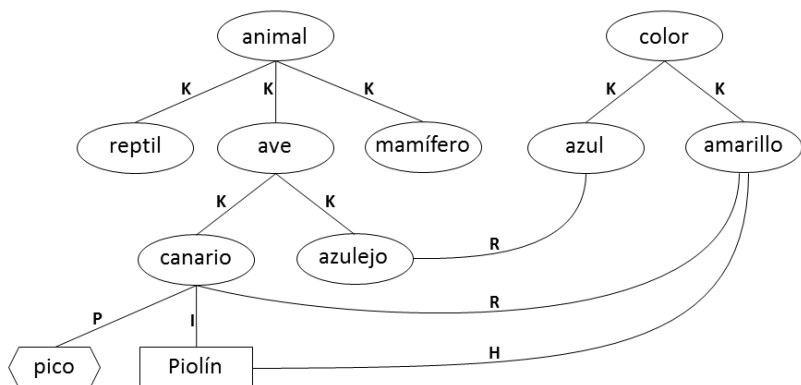 animal
color
K
K
K
K
K
reptil
ave
mamífero
azul
amarillo
K
K
canario
azulejo
R
R
P
I
H
pico
Piolín